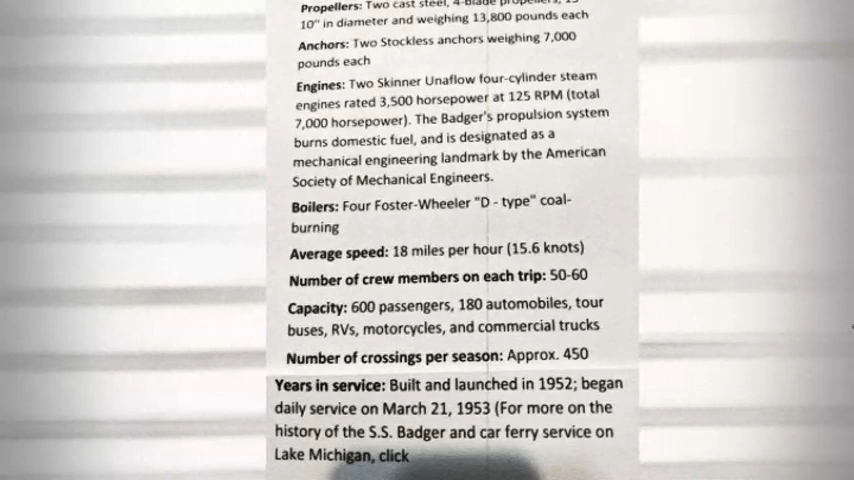 Propellers: Two cast steel, 4-blade propellers, 13'
10" in diameter and weighing 13,800 pounds each
Anchors: Two Stockless anchors weighing 7,000
pounds each
Engines: Two Skinner Unaflow four-cylinder steam
engines rated 3,500 horsepower at 125 RPM (total
7,000 horsepower). The Badger's propulsion system
burns domestic fuel, and is designated as a
mechanical engineering landmark by the American
Society of Mechanical Engineers.
Boilers: Four Foster-Wheeler "D - type" coal-
burning
Average speed: 18 miles per hour (15.6 knots)
Number of crew members on each trip: 50-60
Capacity: 600 passengers, 180 automobiles, tour
buses, RVs, motorcycles, and commercial trucks
Number of crossings per season: Approx. 450
Years in service: Built and launched in 1952; began
daily service on March 21, 1953 (For more on the
history of the S.S. Badger and car ferry service on
Lake Michigan, click